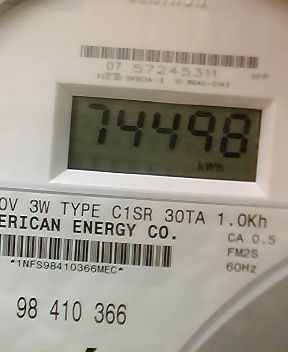 07 57245311
74498
kWh
0V 3W TYPE C1SR 30TA 1.0Kh
ERICAN ENERGY CO.
CA 0.5
FM2S
60Hz
*1NFS98410366MEC*
98 410 366